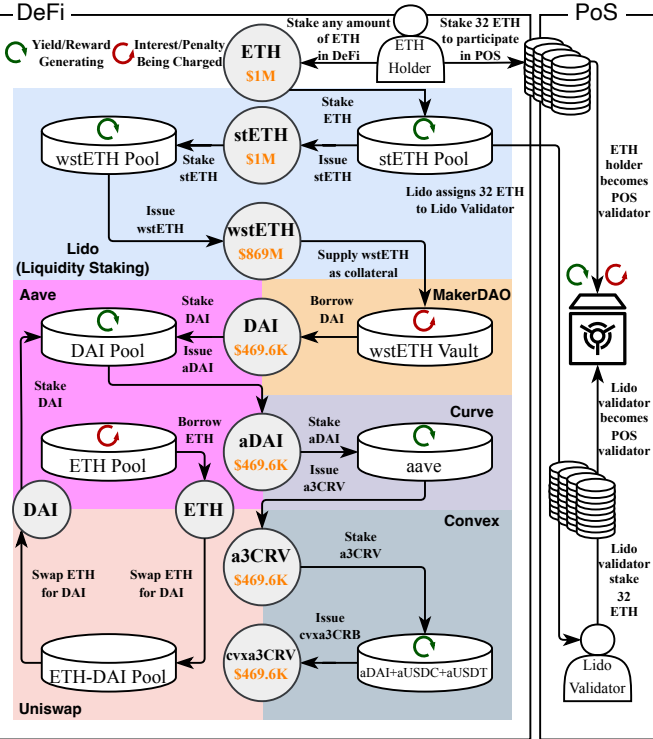 DeFi
PoS
Yield/Reward
Generating
Interest/Penalty
Being Charged
ETH
$1M
Stake any amount
of ETH
in DeFi
ETH
Holder
Stake 32 ETH
to participate
in POS
Stake
ETH
wstETH Pool
Stake
stETH
stETH
$1M
Issue
stETH
stETH Pool
ETH
holder
becomes
POS
validator
Lido assigns 32 ETH
to Lido Validator
Issue
wstETH
wstETH
$869M
Supply wstETH
as collateral
Lido
(Liquidity Staking)
Aave
MakerDAO
DAI Pool
Stake
DAI
Issue
aDAI
DAI
$469.6K
Borrow
DAI
wstETH Vault
Stake
DAI
Borrow
ETH
ETH Pool
Curve
aDAI
$469.6K
Stake
aDAI
Issue
a3CRV
aave
Lido
validator
becomes
POS
validator
DAI
ETH
Convex
a3CRV
$469.6K
Stake
a3CRV
Swap ETH
for DAI
Swap ETH
for DAI
Lido
validator
stake
32
ETH
Issue
cvxa3CRB
ETH-DAI Pool
cvxa3CRV
$469.6K
aDAI+aUSDC+aUSDT
Lido
Validator
Uniswap